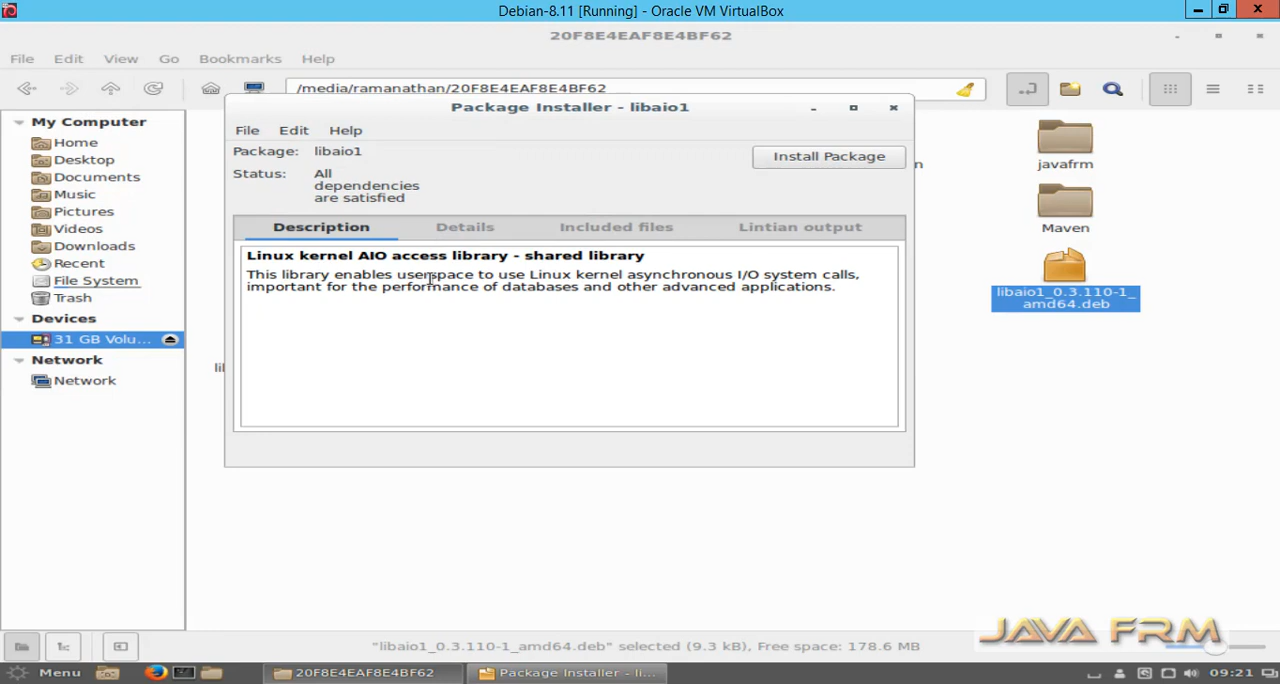 Debian-8.11 [Running] - Oracle VM VirtualBox
20F8E4EAF8E4BF62
File Edit View Go Bookmarks Help
/media/ramanathan/20F8E4EAF8E4BF62
My Computer
Home
Desktop
Documents
Music
Pictures
Videos
Downloads
Recent
File System
Trash
Devices
31 GB Volu...
Network
Network
Package Installer - libaio1
File Edit Help
Package: libaio1
Install Package
Status: All
dependencies
are satisfied
Description Details Included files Lintian output
Linux kernel AIO access library - shared library
This library enables userspace to use Linux kernel asynchronous I/O system calls,
important for the performance of databases and other advanced applications.
javafrm
Maven
libaio1_0.3.110-1_
amd64.deb
"libaio1_0.3.110-1_amd64.deb" selected (9.3 kB), Free space: 178.6 MB
JAVA FRM
Menu 20F8E4EAF8E4BF62 Package Installer - li... 09:21